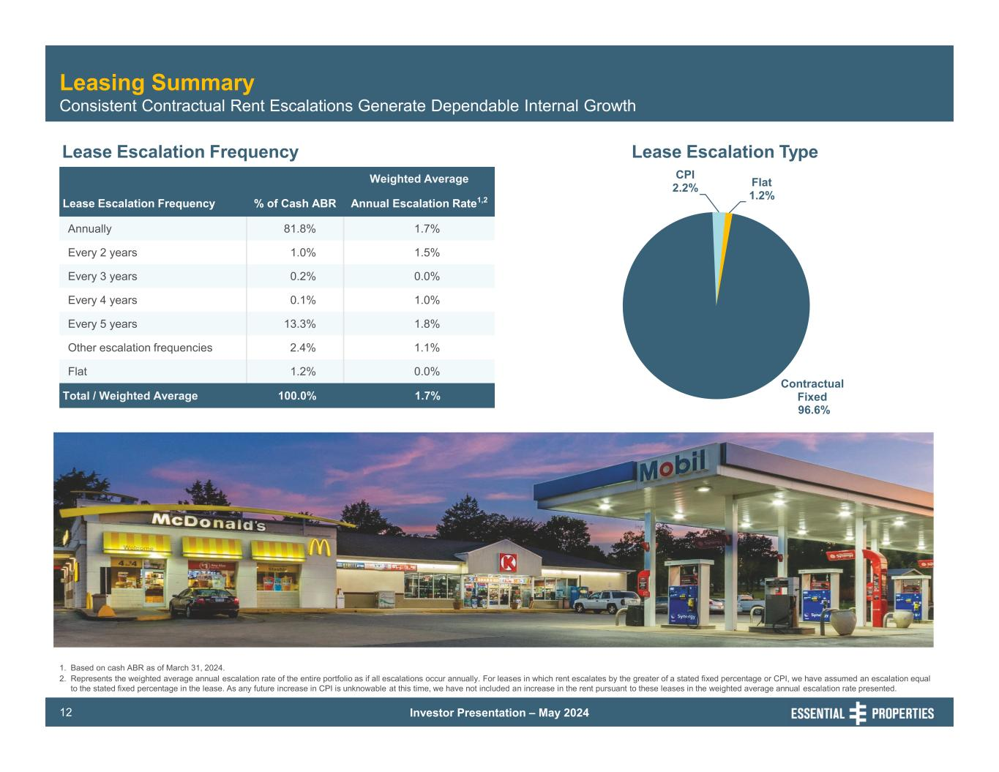 Leasing Summary
Consistent Contractual Rent Escalations Generate Dependable Internal Growth
Lease Escalation Frequency
Weighted Average
Lease Escalation Frequency % of Cash ABR Annual Escalation Rate1,2
Annually 81.8% 1.7%
Every 2 years 1.0% 1.5%
Every 3 years 0.2% 0.0%
Every 4 years 0.1% 1.0%
Every 5 years 13.3% 1.8%
Other escalation frequencies 2.4% 1.1%
Flat 1.2% 0.0%
Total / Weighted Average 100.0% 1.7%
Lease Escalation Type
CPI
2.2%
Flat
1.2%
Contractual
Fixed
96.6%
Mobil
McDonald's
Welcome
K
Synergy
Synergy
Synergy
1. Based on cash ABR as of March 31, 2024.
2. Represents the weighted average annual escalation rate of the entire portfolio as if all escalations occur annually. For leases in which rent escalates by the greater of a stated fixed percentage or CPI, we have assumed an escalation equal
to the stated fixed percentage in the lease. As any future increase in CPI is unknowable at this time, we have not included an increase in the rent pursuant to these leases in the weighted average annual escalation rate presented.
12
Investor Presentation – May 2024
ESSENTIAL PROPERTIES